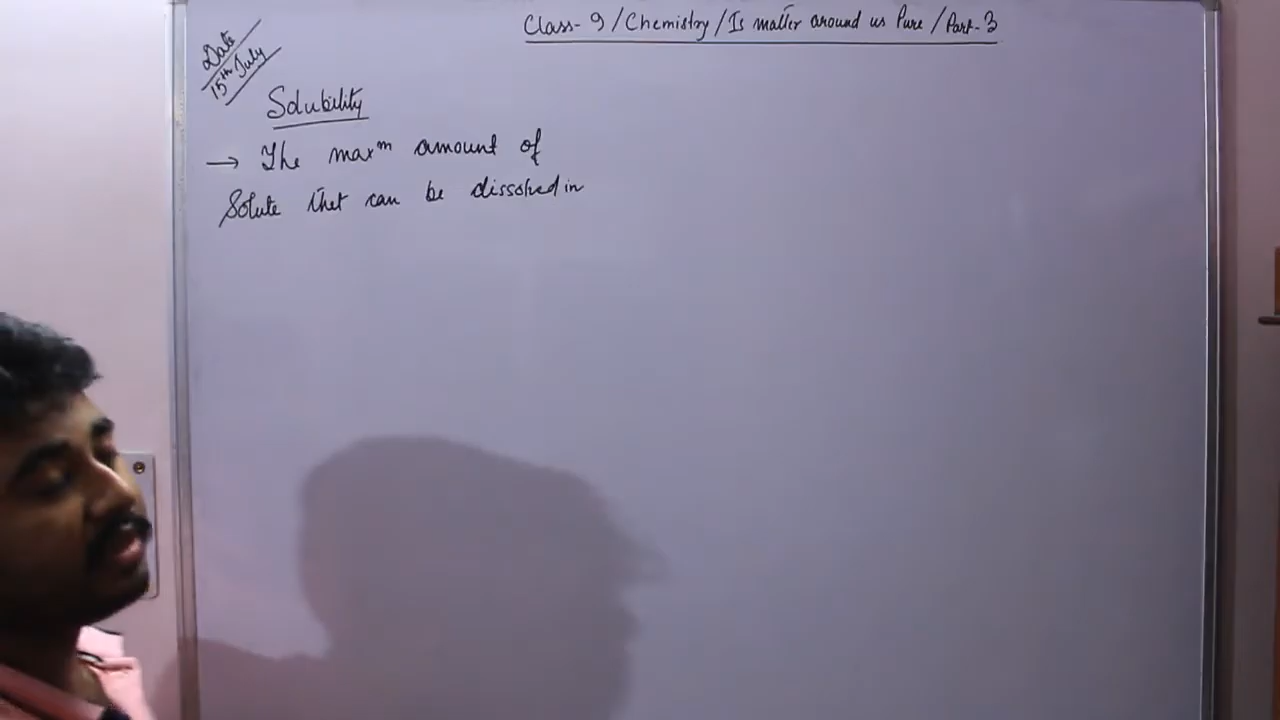 Class-9/Chemistry/Is matter around us Pure/Part-3
Date
15th July
Solubility
→ The maxm amount of
Solute that can be dissolved in